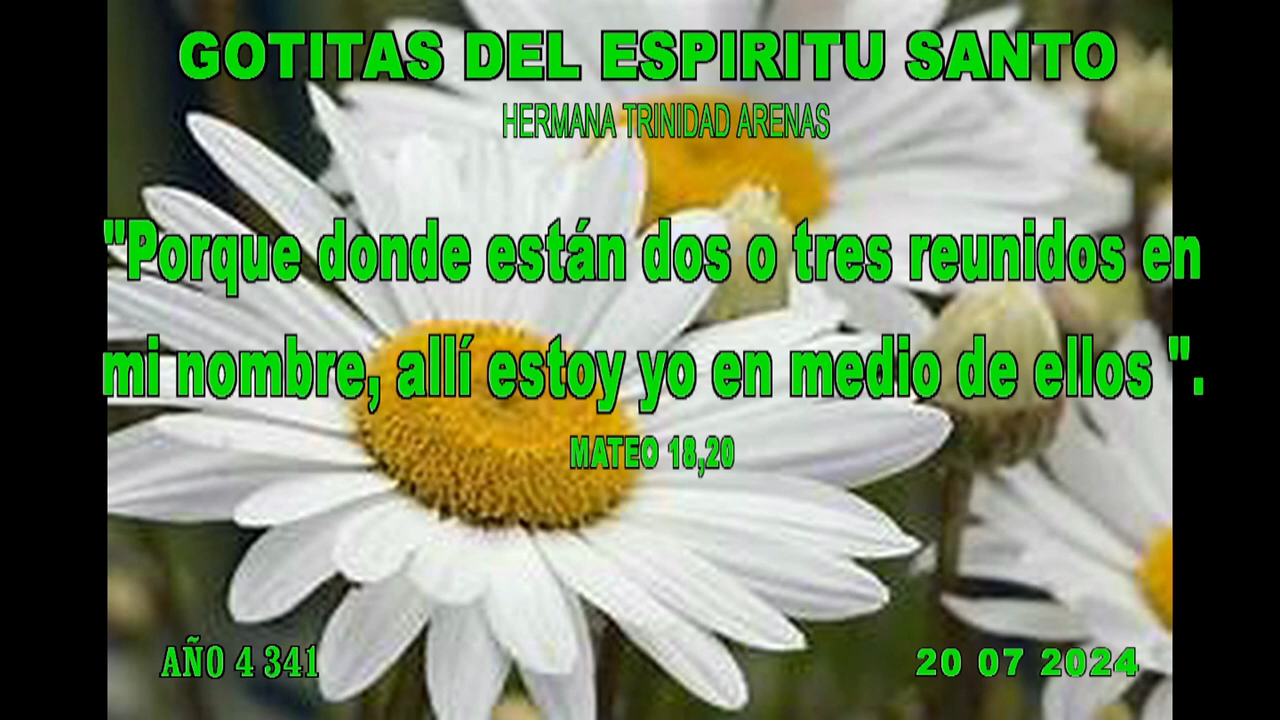 GOTITAS DEL ESPIRITU SANTO
HERMANA TRINIDAD ARENAS
"Porque donde están dos o tres reunidos en
mi nombre, allí estoy yo en medio de ellos ".
MATEO 18,20
AÑO 4 341
20 07 2024